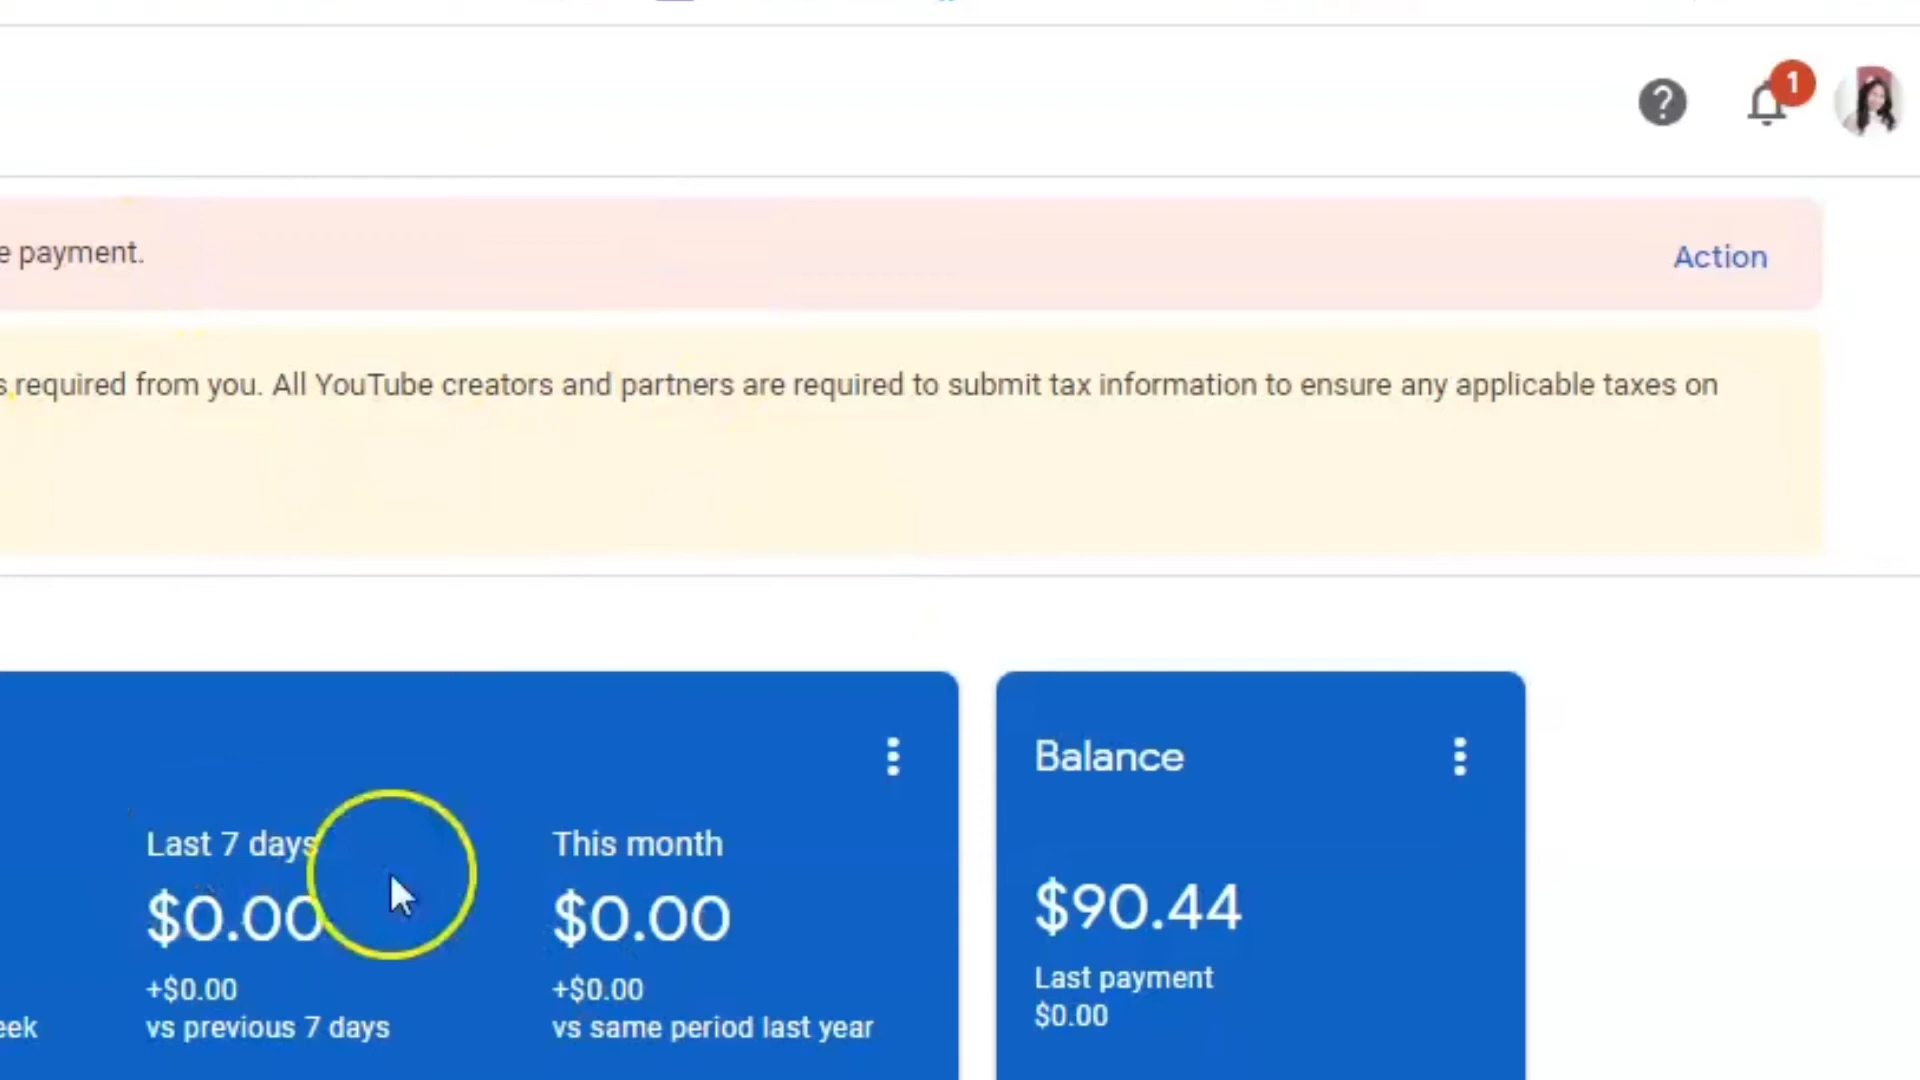 1
e payment.
Action
s required from you. All YouTube creators and partners are required to submit tax information to ensure any applicable taxes on
Balance
Last 7 days
This month
$0.00
$0.00
$90.44
+$0.00
+$0.00
Last payment
eek
vs previous 7 days
vs same period last year
$0.00